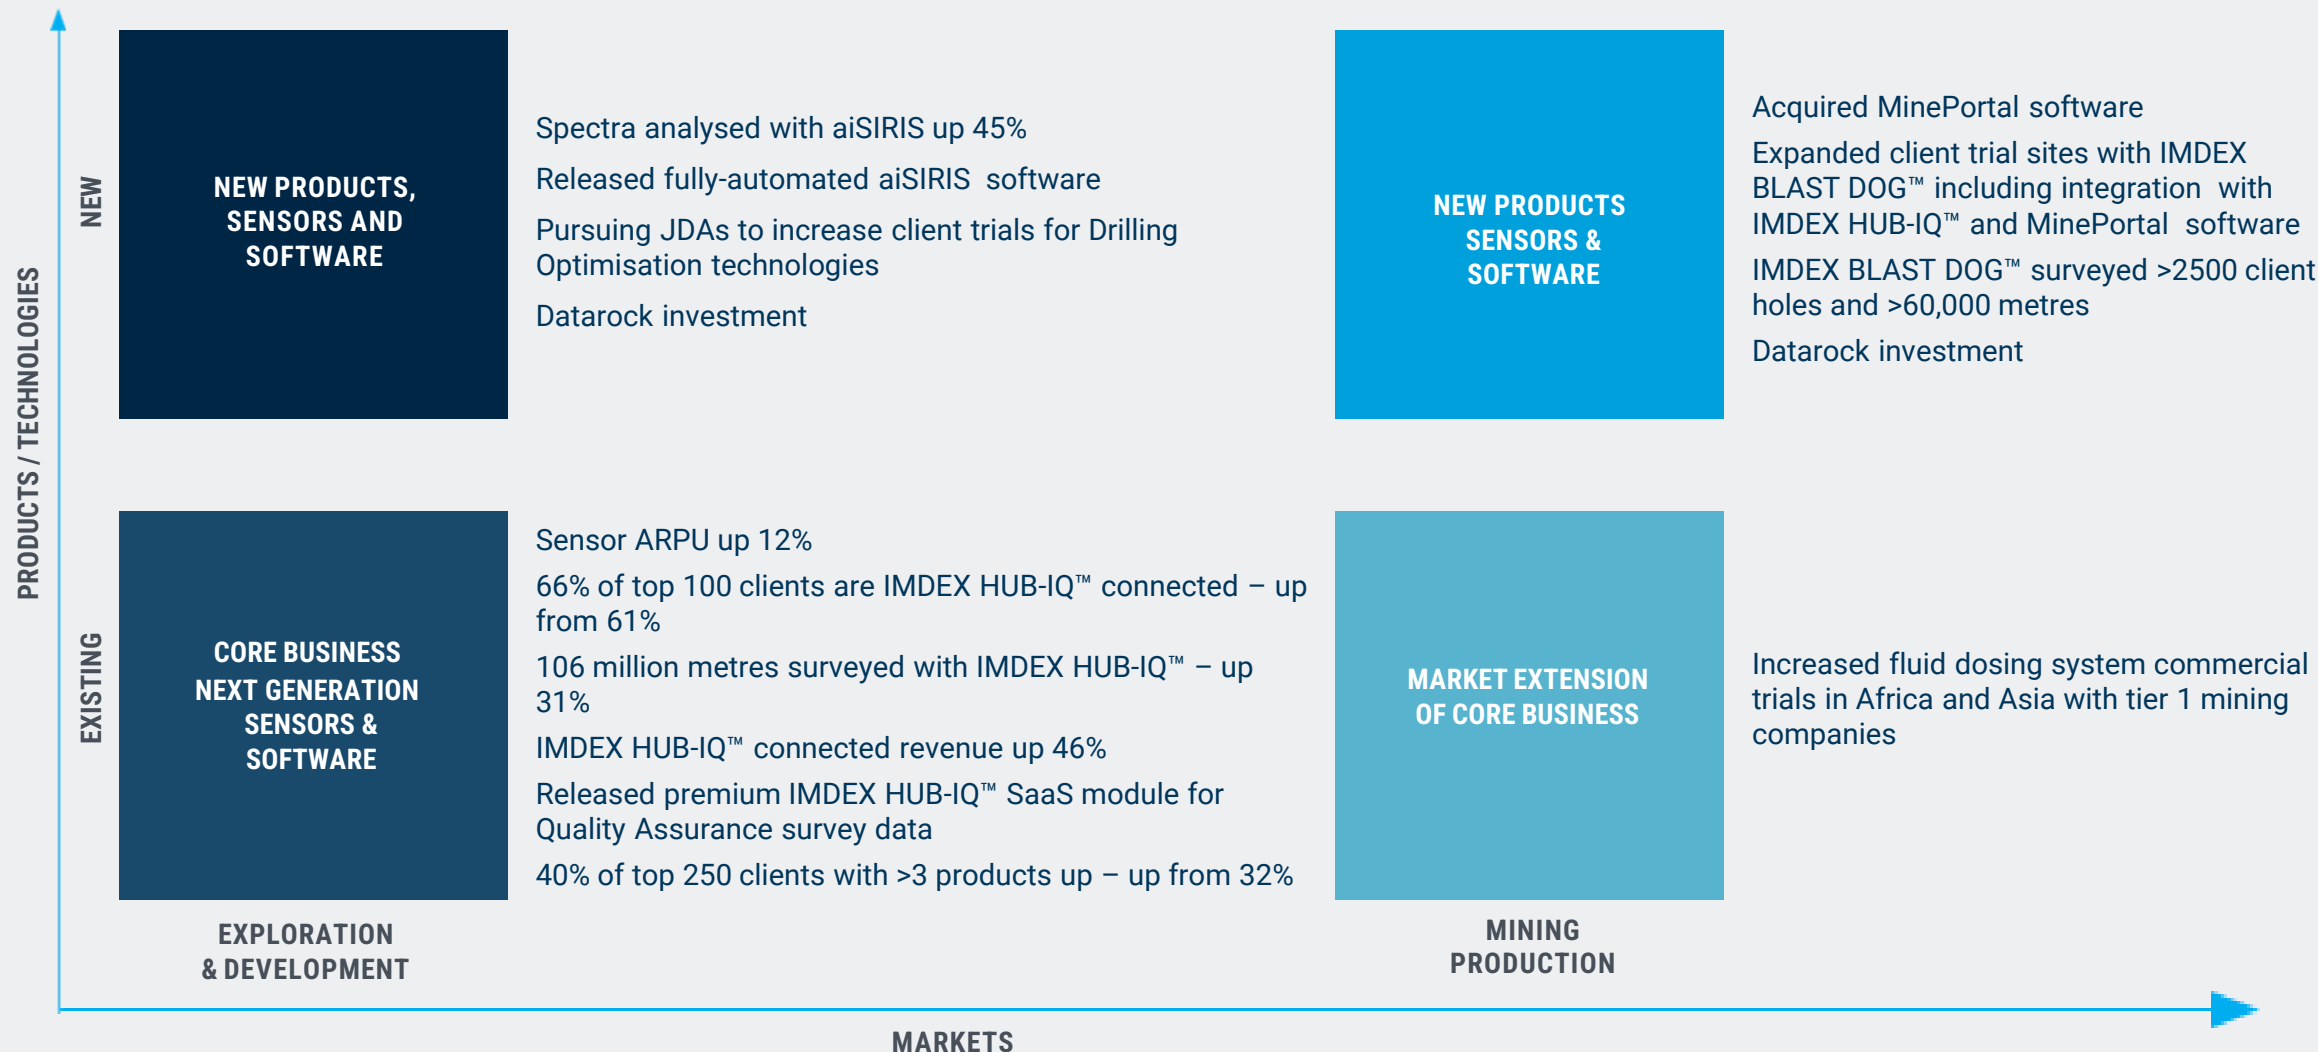 PRODUCTS / TECHNOLOGIES
NEW
NEW PRODUCTS,
SENSORS AND
SOFTWARE
Spectra analysed with aiSIRIS up 45%
Released fully-automated aiSIRIS software
Pursuing JDAs to increase client trials for Drilling
Optimisation technologies
Datarock investment
NEW PRODUCTS
SENSORS &
SOFTWARE
Acquired MinePortal software
Expanded client trial sites with IMDEX
BLAST DOG™ including integration with
IMDEX HUB-IQ™ and MinePortal software
IMDEX BLAST DOG™ surveyed >2500 client
holes and >60,000 metres
Datarock investment
EXISTING
CORE BUSINESS
NEXT GENERATION
SENSORS &
SOFTWARE
Sensor ARPU up 12%
66% of top 100 clients are IMDEX HUB-IQ™ connected – up
from 61%
106 million metres surveyed with IMDEX HUB-IQ™ – up
31%
IMDEX HUB-IQ™ connected revenue up 46%
Released premium IMDEX HUB-IQ™ SaaS module for
Quality Assurance survey data
40% of top 250 clients with >3 products up – up from 32%
MARKET EXTENSION
OF CORE BUSINESS
Increased fluid dosing system commercial
trials in Africa and Asia with tier 1 mining
companies
EXPLORATION
& DEVELOPMENT
MINING
PRODUCTION
MARKETS